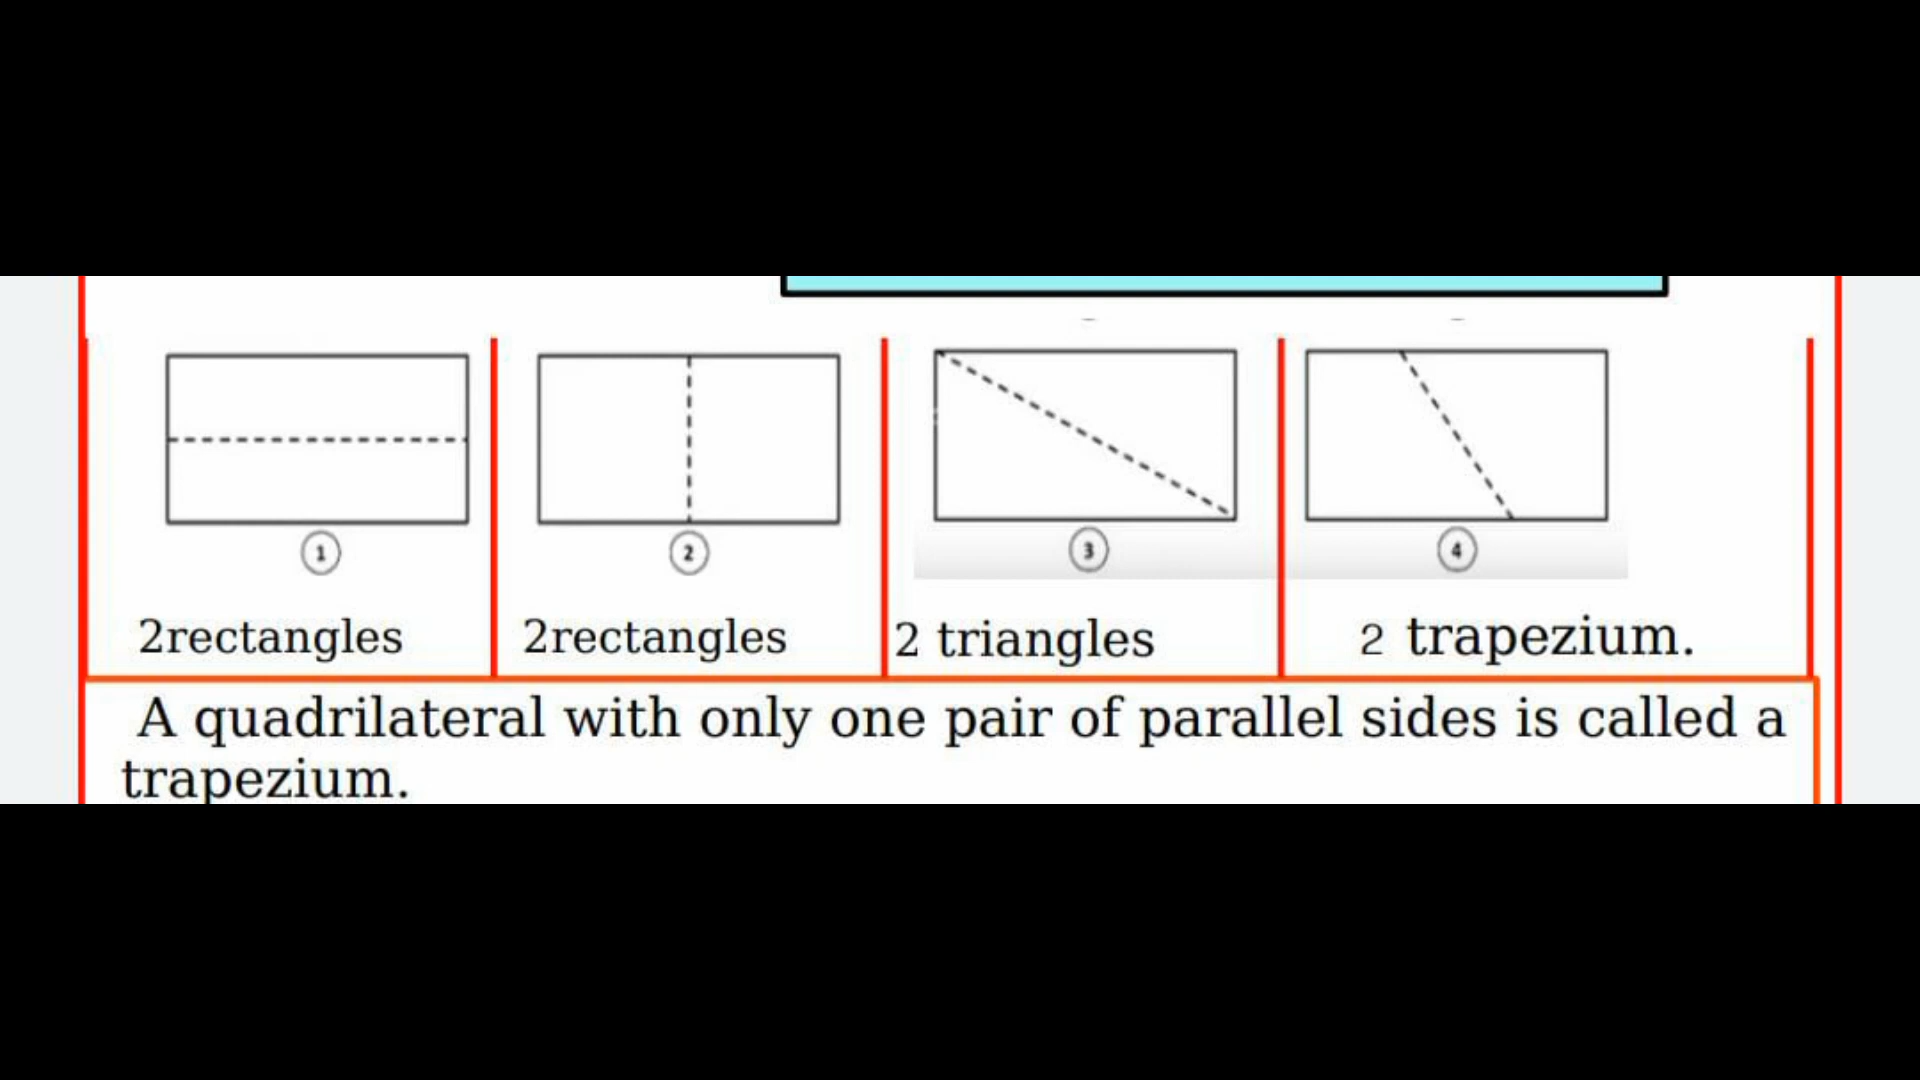 1 2 3 4
2rectangles 2rectangles 2 triangles 2 trapezium.
A quadrilateral with only one pair of parallel sides is called a
trapezium.